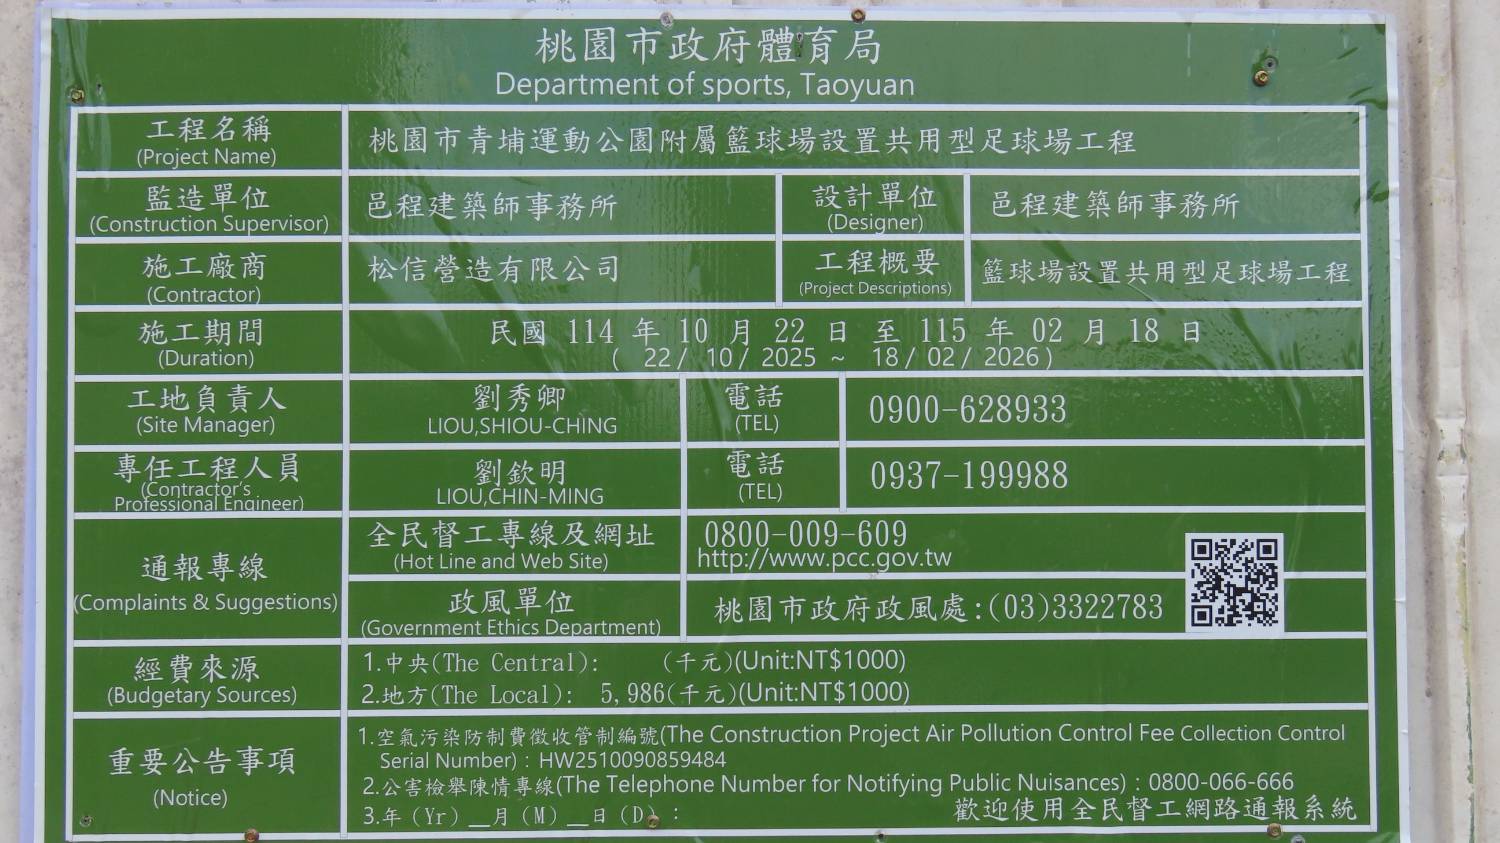 桃園市政府體育局
Department of sports, Taoyuan
工程名稱
(Project Name)
桃園市青埔運動公園附屬籃球場設置共用型足球場工程
監造單位
(Construction Supervisor)
邑程建築師事務所
設計單位
(Designer)
邑程建築師事務所
施工廠商
(Contractor)
松信營造有限公司
工程概要
(Project Descriptions)
籃球場設置共用型足球場工程
施工期間
(Duration)
民國 114 年 10 月 22 日 至 115 年 02 月 18 日
( 22 / 10 / 2025 ~ 18 / 02 / 2026 )
工地負責人
(Site Manager)
劉秀卿
LIOU,SHIOU-CHING
電話
(TEL)
0900-628933
專任工程人員
(Contractor's
Professional Engineer)
劉欽明
LIOU,CHIN-MING
電話
(TEL)
0937-199988
通報專線
(Complaints & Suggestions)
全民督工專線及網址
(Hot Line and Web Site)
0800-009-609
http://www.pcc.gov.tw
政風單位
(Government Ethics Department)
桃園市政府政風處:(03)3322783
經費來源
(Budgetary Sources)
1.中央(The Central): (千元)(Unit:NT$1000)
2.地方(The Local): 5,986(千元)(Unit:NT$1000)
重要公告事項
(Notice)
1.空氣污染防制費徵收管制編號(The Construction Project Air Pollution Control Fee Collection Control
Serial Number)：HW2510090859484
2.公害檢舉陳情專線(The Telephone Number for Notifying Public Nuisances)：0800-066-666
3.年（Yr）__月（M）__日（D）：
歡迎使用全民督工網路通報系統